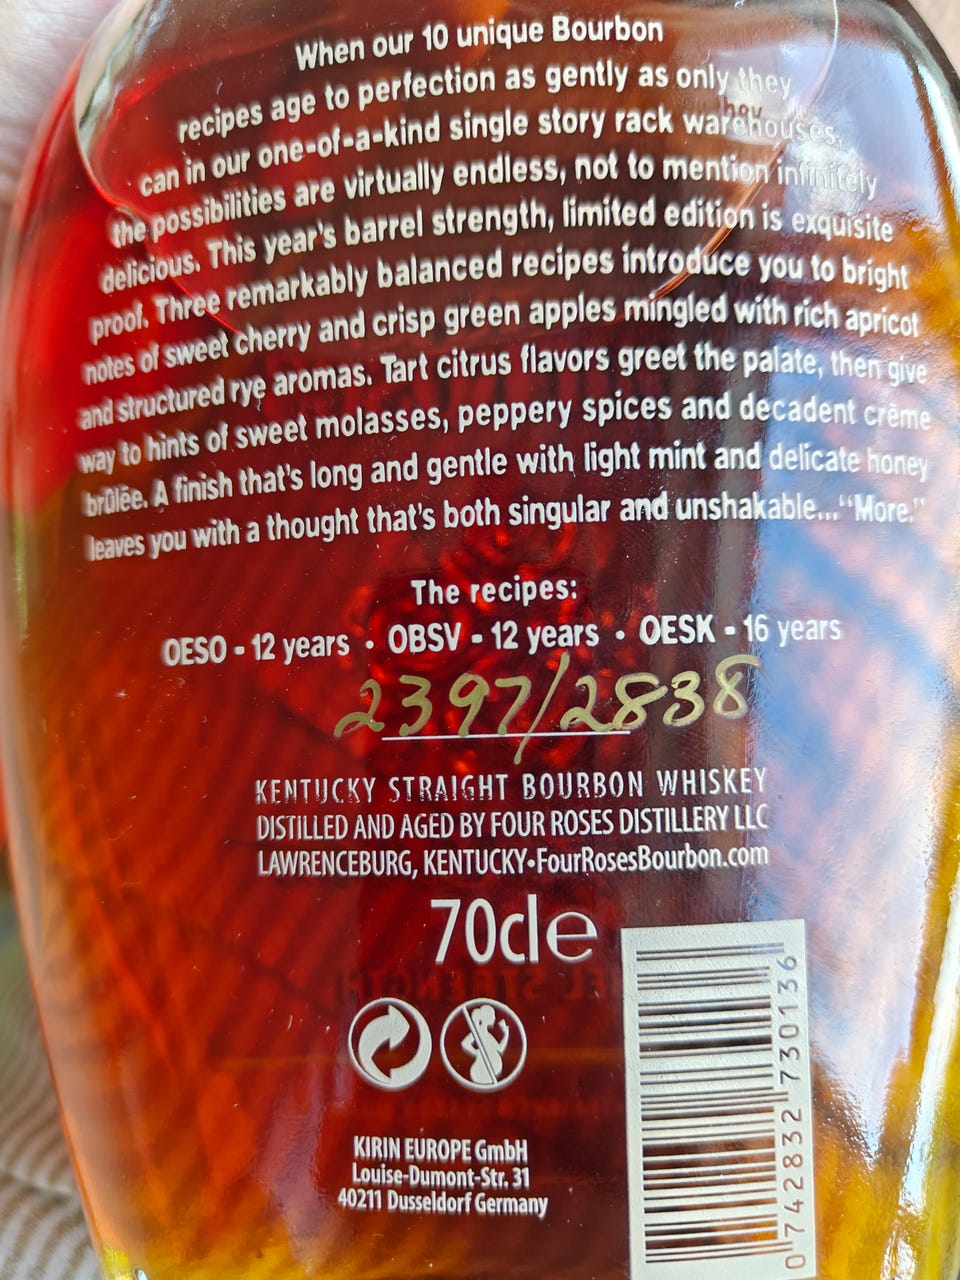 When our 10 unique Bourbon
recipes age to perfection as gently as only they
can in our one-of-a-kind single story rack warehouses,
the possibilities are virtually endless, not to mention infinitely
delicious. This year's barrel strength, limited edition is exquisite
proof. Three remarkably balanced recipes introduce you to bright
notes of sweet cherry and crisp green apples mingled with rich apricot
and structured rye aromas. Tart citrus flavors greet the palate, then give
way to hints of sweet molasses, peppery spices and decadent crème
brûlée. A finish that's long and gentle with light mint and delicate honey
leaves you with a thought that's both singular and unshakable..."More."
The recipes:
OESO - 12 years • OBSV - 12 years • OESK - 16 years
2397/2838
KENTUCKY STRAIGHT BOURBON WHISKEY
DISTILLED AND AGED BY FOUR ROSES DISTILLERY LLC
LAWRENCEBURG, KENTUCKY•FourRosesBourbon.com
70cl e
KIRIN EUROPE GmbH
Louise-Dumont-Str. 31
40211 Dusseldorf Germany
0 742832 730136